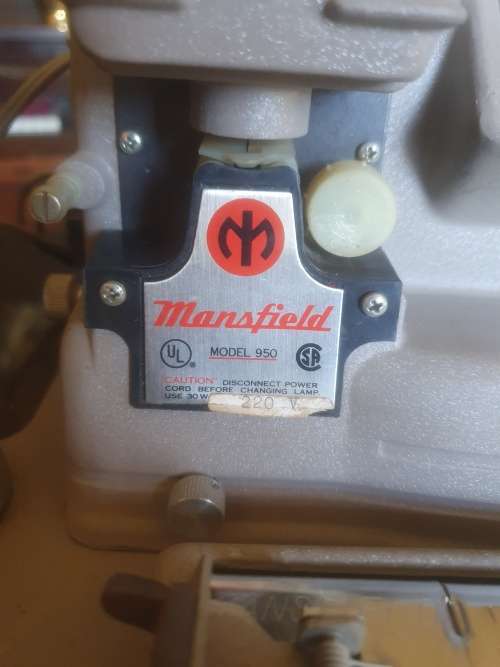 Mansfield
UL
MODEL 950
SA
CAUTION DISCONNECT POWER
CORD BEFORE CHANGING LAMP
USE 30 W
220 V